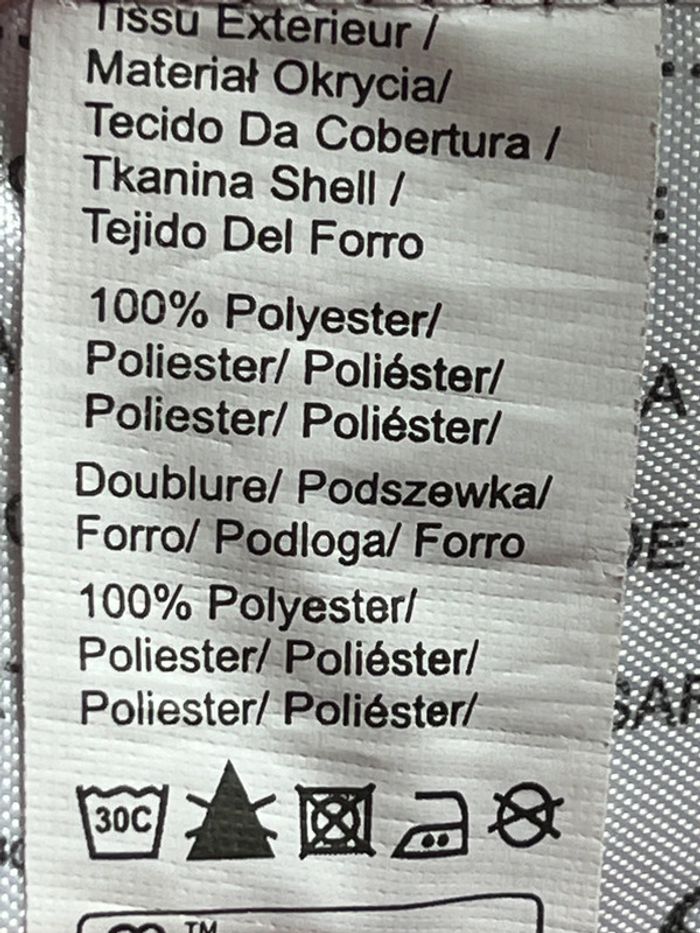 Tissu Exterieur /
Materiał Okrycia/
Tecido Da Cobertura /
Tkanina Shell /
Tejido Del Forro
100% Polyester/
Poliester/ Poliéster/
Poliester/ Poliéster/
Doublure/ Podszewka/
Forro/ Podloga/ Forro
100% Polyester/
Poliester/ Poliéster/
Poliester/ Poliéster/
30C
TM